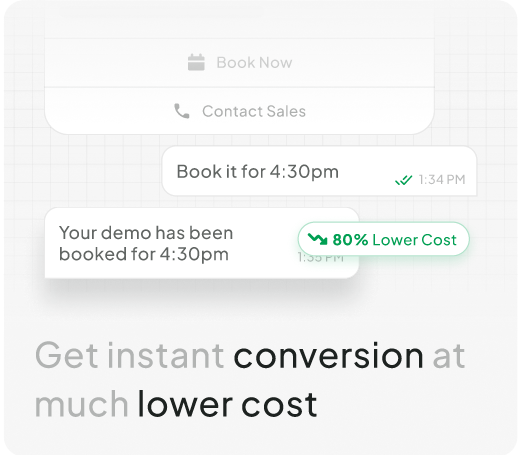 Book Now
Contact Sales
Book it for 4:30pm
1:34 PM
Your demo has been
booked for 4:30pm
1:35 PM
80% Lower Cost
Get instant conversion at
much lower cost